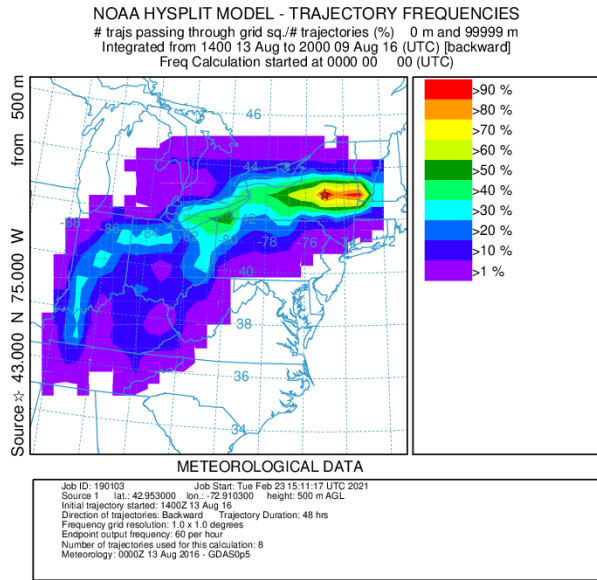 NOAA HYSPLIT MODEL - TRAJECTORY FREQUENCIES
# trajs passing through grid sq./# trajectories (%) 0 m and 99999 m
Integrated from 1400 13 Aug to 2000 09 Aug 16 (UTC) [backward]
Freq Calculation started at 0000 00 00 (UTC)
Source ☆ 43.000 N 75.000 W from 500 m
46
44
-88
86
-82
-80
-78
-76
40
38
36
34
>90 %
>80 %
>70 %
>60 %
>50 %
>40 %
>30 %
>20 %
>10 %
>1 %
METEOROLOGICAL DATA
Job ID: 190103 Job Start: Tue Feb 23 15:11:17 UTC 2021
Source 1 lat.: 42.953000 lon.: -72.910300 height: 500 m AGL
Initial trajectory started: 1400Z 13 Aug 16
Direction of trajectories: Backward Trajectory Duration: 48 hrs
Frequency grid resolution: 1.0 x 1.0 degrees
Endpoint output frequency: 60 per hour
Number of trajectories used for this calculation: 8
Meteorology: 0000Z 13 Aug 2016 - GDAS0p5